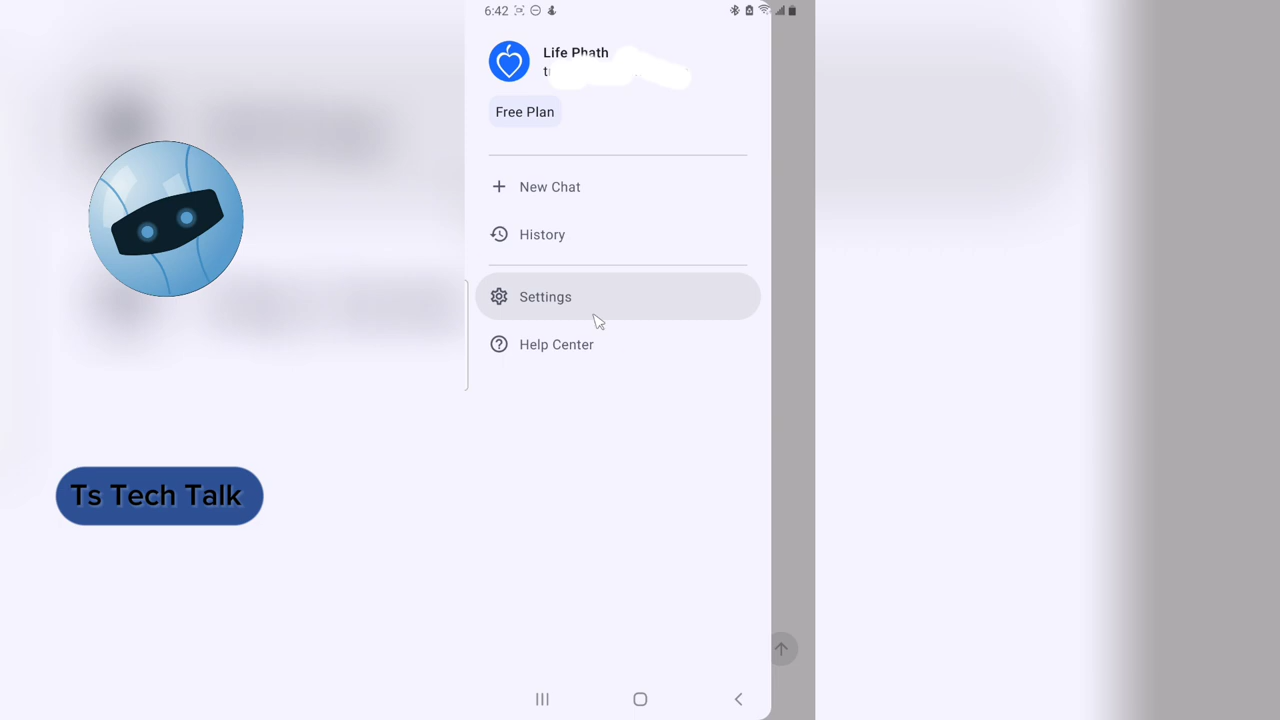 6:42
Life Phath
Free Plan
New Chat
History
Settings
Help Center
Ts Tech Talk